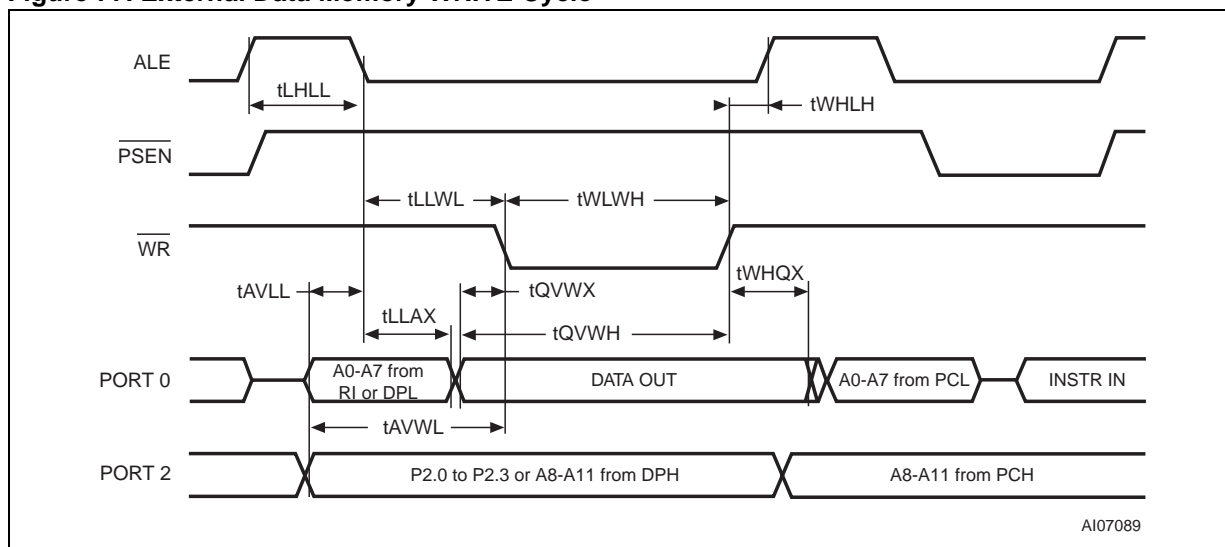 Figure External Data Memory WRITE Cycle
ALE
tLHLL
tWHLH
PSEN
tLLWL
tWLWH
WR
tWHQX
tAVLL
tQVWX
tLLAX
tQVWH
PORT 0
A0-A7 from
RI or DPL
DATA OUT
A0-A7 from PCL
INSTR IN
tAVWL
PORT 2
P2.0 to P2.3 or A8-A11 from DPH
A8-A11 from PCH
AI07089